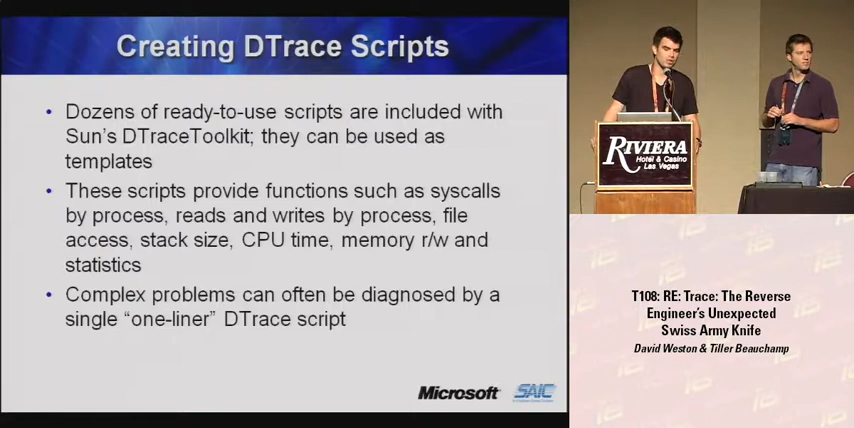 Creating DTrace Scripts
• Dozens of ready-to-use scripts are included with
Sun's DTraceToolkit; they can be used as
templates
• These scripts provide functions such as syscalls
by process, reads and writes by process, file
access, stack size, CPU time, memory r/w and
statistics
• Complex problems can often be diagnosed by a
single “one-liner” DTrace script
Microsoft
SAIC
RIVIERA
Hotel & Casino
Las Vegas
T108: RE: Trace: The Reverse
Engineer's Unexpected
Swiss Army Knife
David Weston & Tiller Beauchamp